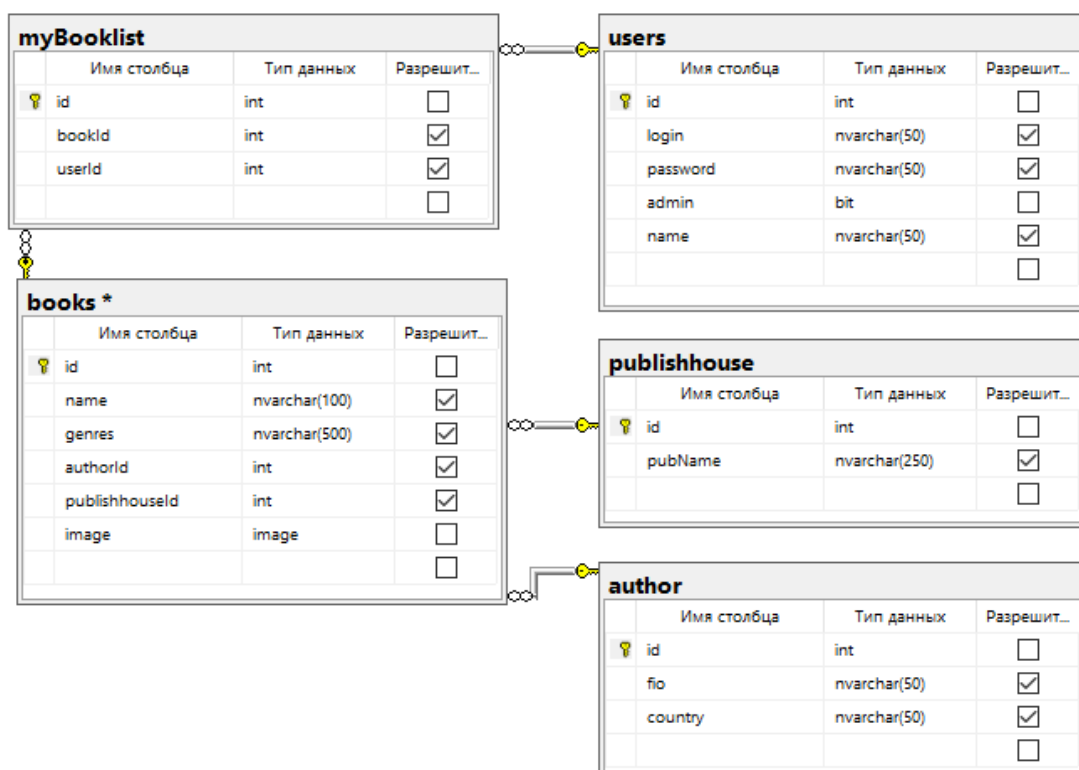 myBooklist
Имя столбца Тип данных Разрешит...
id int
bookId int
userId int
users
Имя столбца Тип данных Разрешит...
id int
login nvarchar(50)
password nvarchar(50)
admin bit
name nvarchar(50)
books *
Имя столбца Тип данных Разрешит...
id int
name nvarchar(100)
genres nvarchar(500)
authorId int
publishhouseId int
image image
publishhouse
Имя столбца Тип данных Разрешит...
id int
pubName nvarchar(250)
author
Имя столбца Тип данных Разрешит...
id int
fio nvarchar(50)
country nvarchar(50)